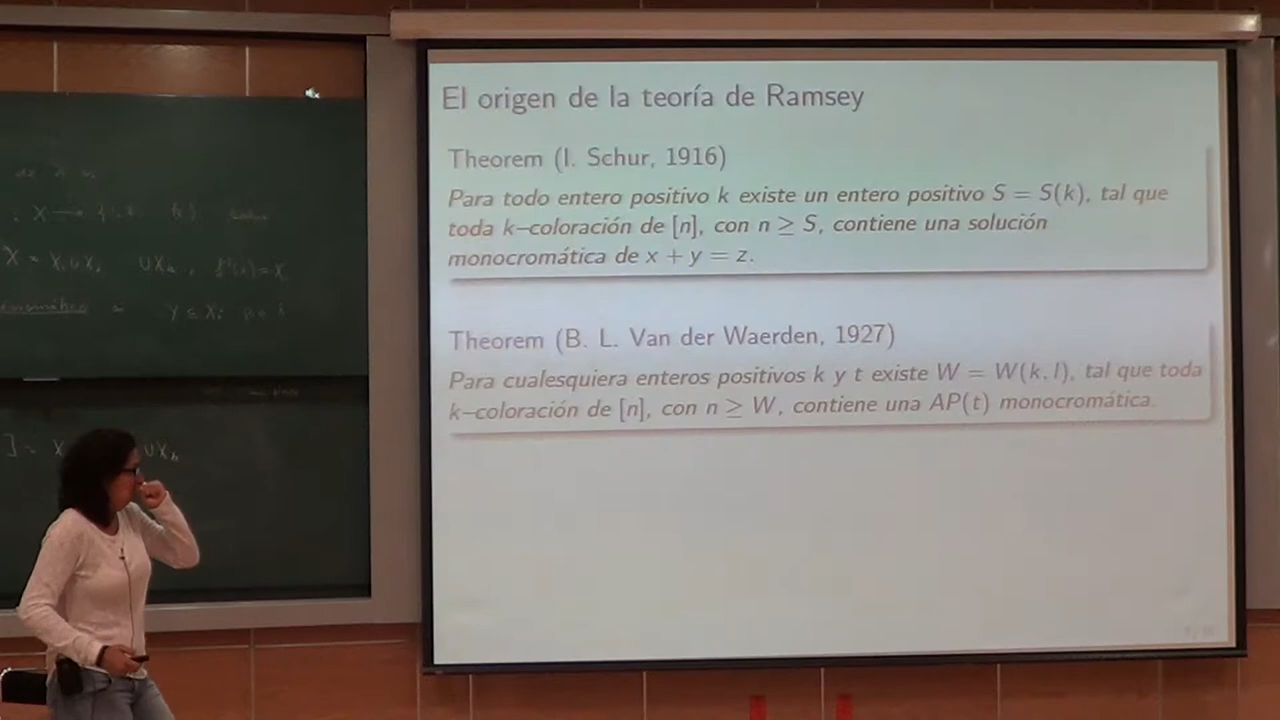 El origen de la teoría de Ramsey
Theorem (I. Schur, 1916)
Para todo entero positivo k existe un entero positivo S = S(k), tal que
toda k–coloración de [n], con n ≥ S, contiene una solución
monocromática de x + y = z.
Theorem (B. L. Van der Waerden, 1927)
Para cualesquiera enteros positivos k y t existe W = W(k, l), tal que toda
k–coloración de [n], con n ≥ W, contiene una AP(t) monocromática.